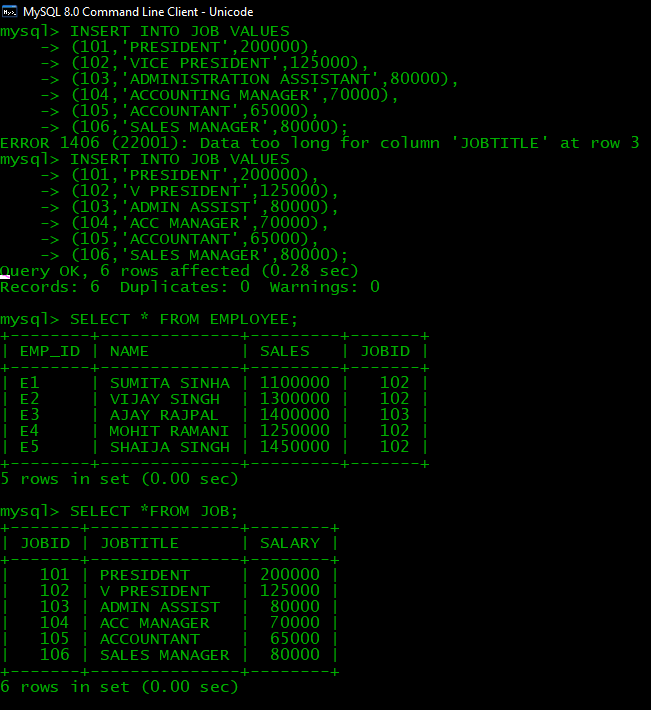 MySQL 8.0 Command Line Client - Unicode
mysql> INSERT INTO JOB VALUES
    -> (101,'PRESIDENT',200000),
    -> (102,'VICE PRESIDENT',125000),
    -> (103,'ADMINISTRATION ASSISTANT',80000),
    -> (104,'ACCOUNTING MANAGER',70000),
    -> (105,'ACCOUNTANT',65000),
    -> (106,'SALES MANAGER',80000);
ERROR 1406 (22001): Data too long for column 'JOBTITLE' at row 3
mysql> INSERT INTO JOB VALUES
    -> (101,'PRESIDENT',200000),
    -> (102,'V PRESIDENT',125000),
    -> (103,'ADMIN ASSIST',80000),
    -> (104,'ACC MANAGER',70000),
    -> (105,'ACCOUNTANT',65000),
    -> (106,'SALES MANAGER',80000);
Query OK, 6 rows affected (0.28 sec)
Records: 6  Duplicates: 0  Warnings: 0
mysql> SELECT * FROM EMPLOYEE;
+--------+--------------+---------+-------+
| EMP_ID | NAME         | SALES   | JOBID |
+--------+--------------+---------+-------+
| E1     | SUMITA SINHA | 1100000 |   102 |
| E2     | VIJAY SINGH  | 1300000 |   102 |
| E3     | AJAY RAJPAL  | 1400000 |   103 |
| E4     | MOHIT RAMANI | 1250000 |   102 |
| E5     | SHAIJA SINGH | 1450000 |   102 |
+--------+--------------+---------+-------+
5 rows in set (0.00 sec)
mysql> SELECT *FROM JOB;
+-------+---------------+--------+
| JOBID | JOBTITLE      | SALARY |
+-------+---------------+--------+
|   101 | PRESIDENT     | 200000 |
|   102 | V PRESIDENT   | 125000 |
|   103 | ADMIN ASSIST  |  80000 |
|   104 | ACC MANAGER   |  70000 |
|   105 | ACCOUNTANT    |  65000 |
|   106 | SALES MANAGER |  80000 |
+-------+---------------+--------+
6 rows in set (0.00 sec)